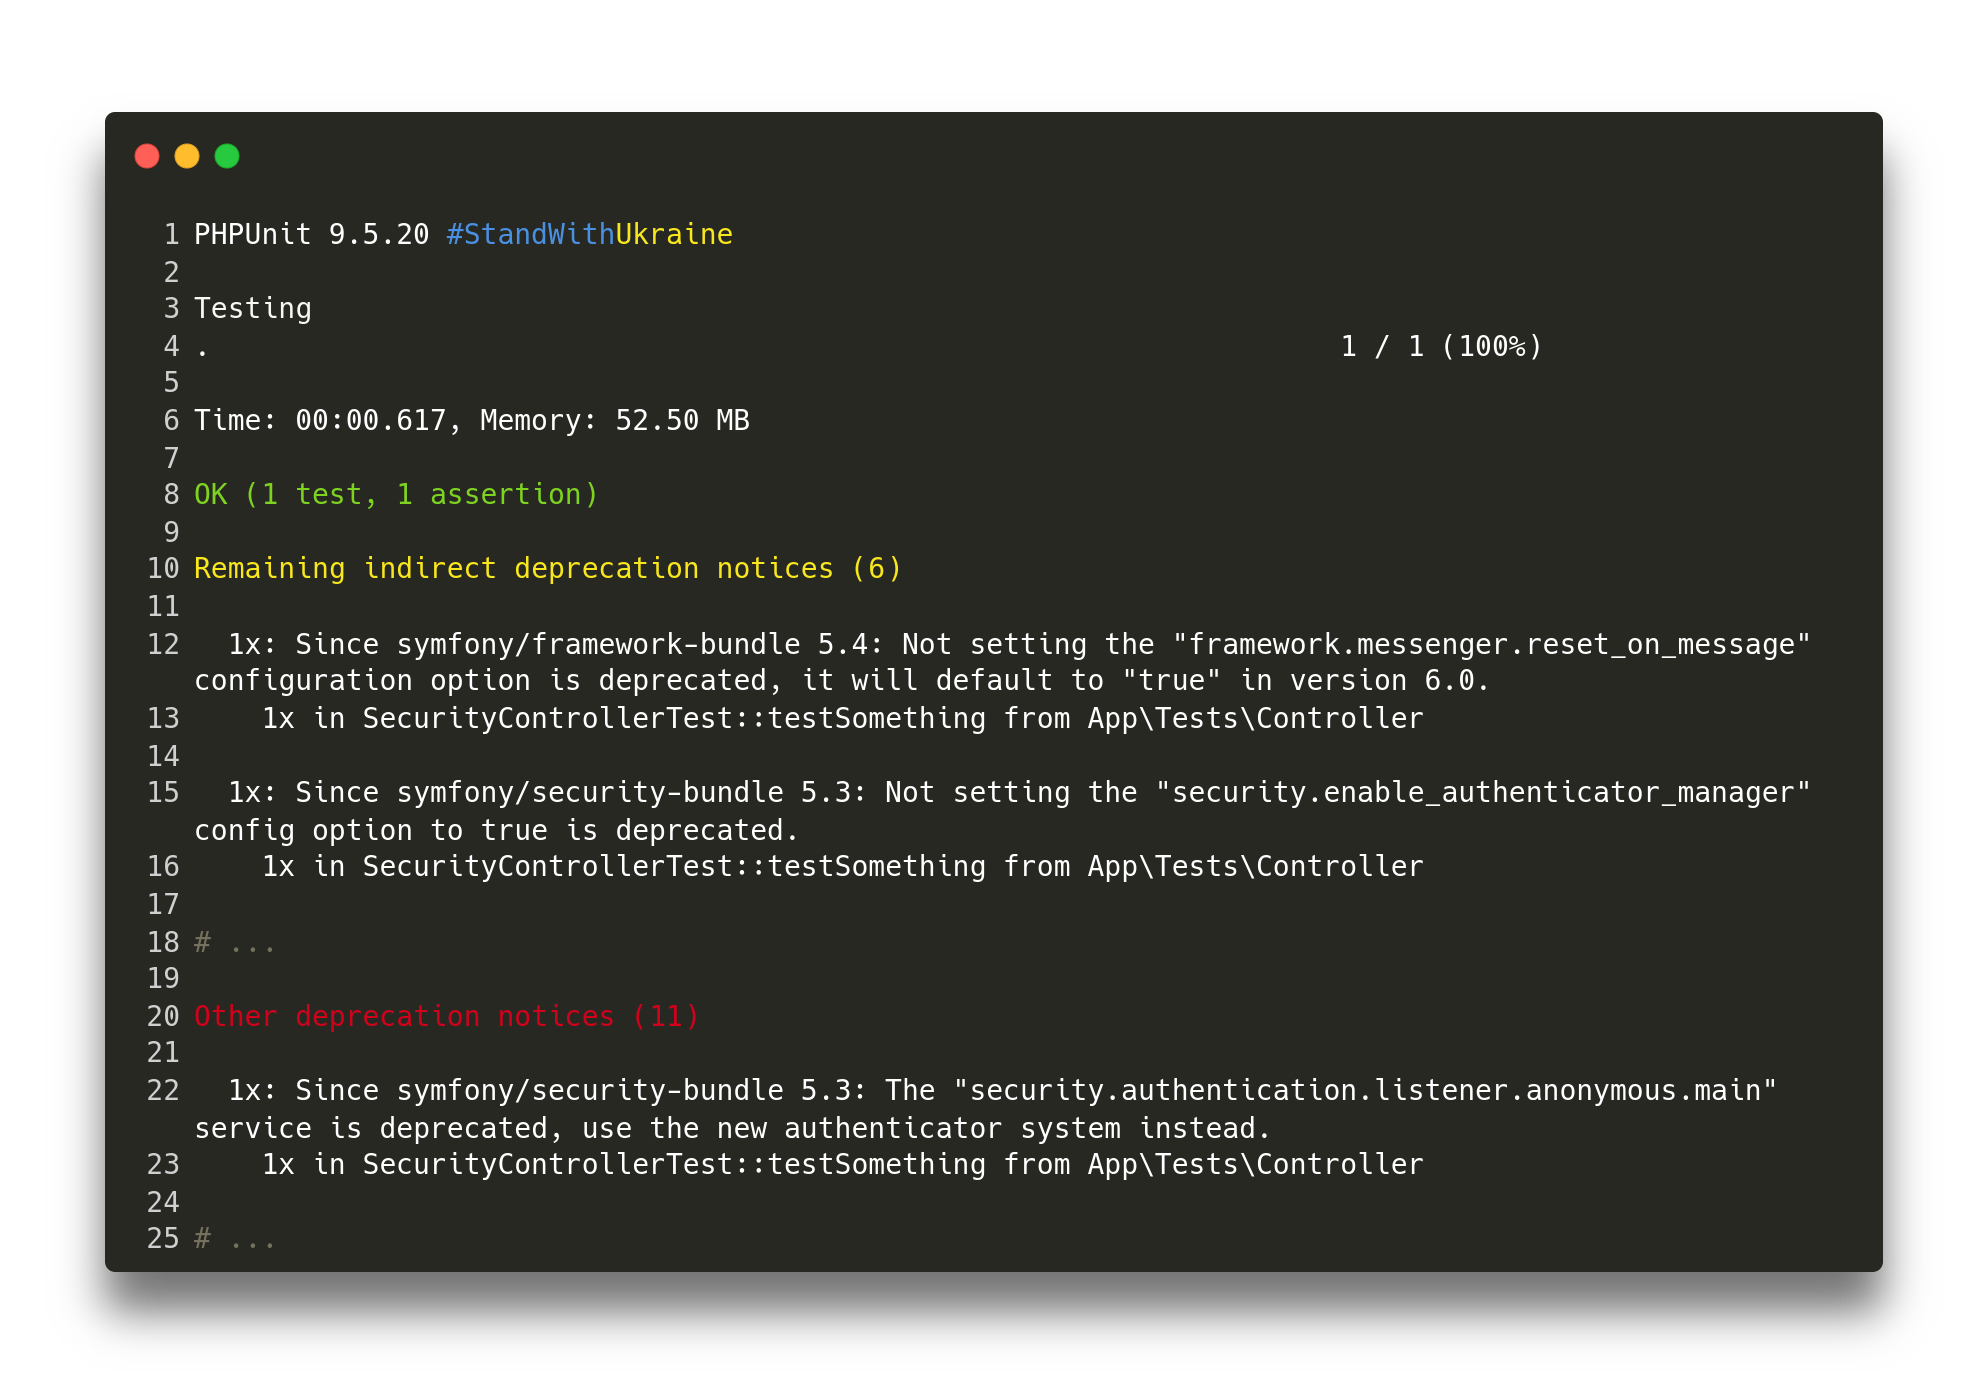 1 PHPUnit 9.5.20 #StandWithUkraine
2
3 Testing
4 . 1 / 1 (100%)
5
6 Time: 00:00.617, Memory: 52.50 MB
7
8 OK (1 test, 1 assertion)
9
10 Remaining indirect deprecation notices (6)
11
12   1x: Since symfony/framework-bundle 5.4: Not setting the "framework.messenger.reset_on_message"
configuration option is deprecated, it will default to "true" in version 6.0.
13     1x in SecurityControllerTest::testSomething from App\Tests\Controller
14
15   1x: Since symfony/security-bundle 5.3: Not setting the "security.enable_authenticator_manager"
config option to true is deprecated.
16     1x in SecurityControllerTest::testSomething from App\Tests\Controller
17
18 # ...
19
20 Other deprecation notices (11)
21
22   1x: Since symfony/security-bundle 5.3: The "security.authentication.listener.anonymous.main"
service is deprecated, use the new authenticator system instead.
23     1x in SecurityControllerTest::testSomething from App\Tests\Controller
24
25 # ...